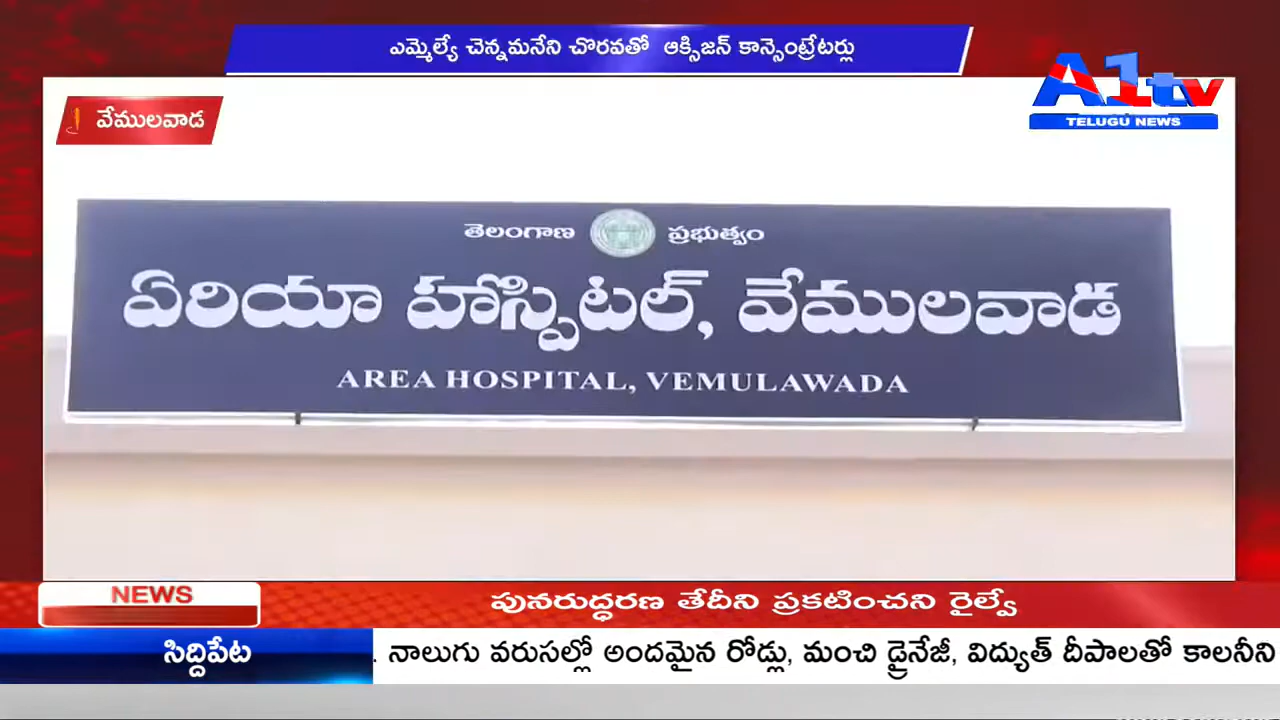 ఎమ్మెల్యే చెన్నమనేని చొరవతో ఆక్సిజన్ కాన్సెంట్రేటర్లు
A1tv
TELUGU NEWS
వేములవాడ
తెలంగాణ ప్రభుత్వం
ఏరియా హాస్పిటల్, వేములవాడ
AREA HOSPITAL, VEMULAWADA
NEWS
పునరుద్ధరణ తేదీని ప్రకటించని రైల్వే
సిద్దిపేట
. నాలుగు వరుసల్లో అందమైన రోడ్లు, మంచి డ్రైనేజీ, విద్యుత్ దీపాలతో కాలనీని